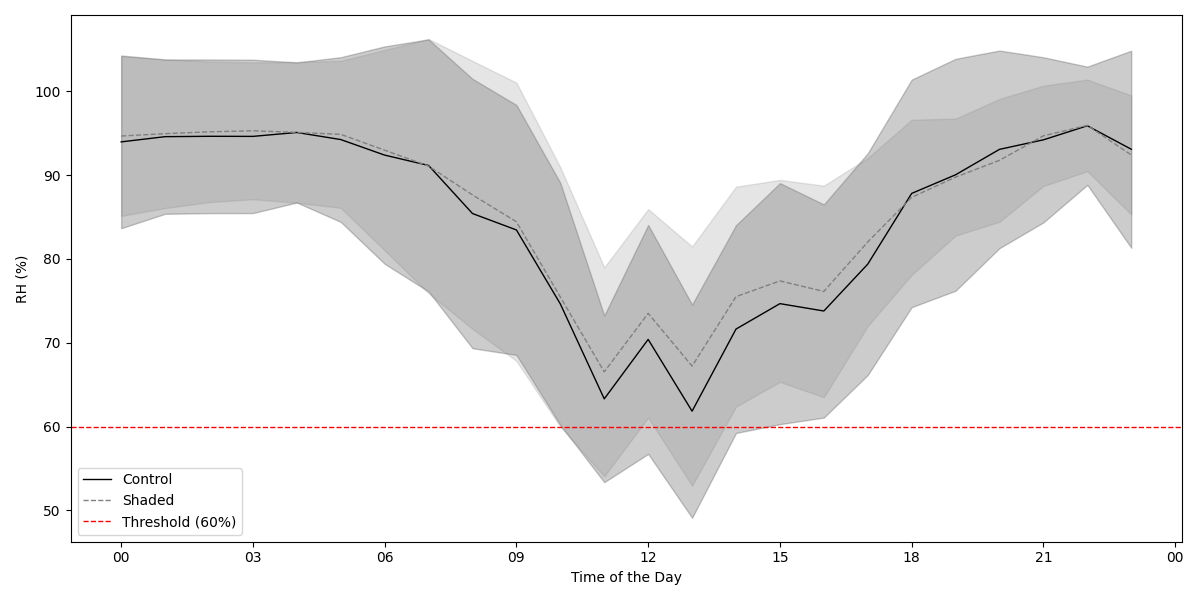 RH (%)
100
90
80
70
60
50
Control
Shaded
Threshold (60%)
00 03 06 09 12 15 18 21 00
Time of the Day